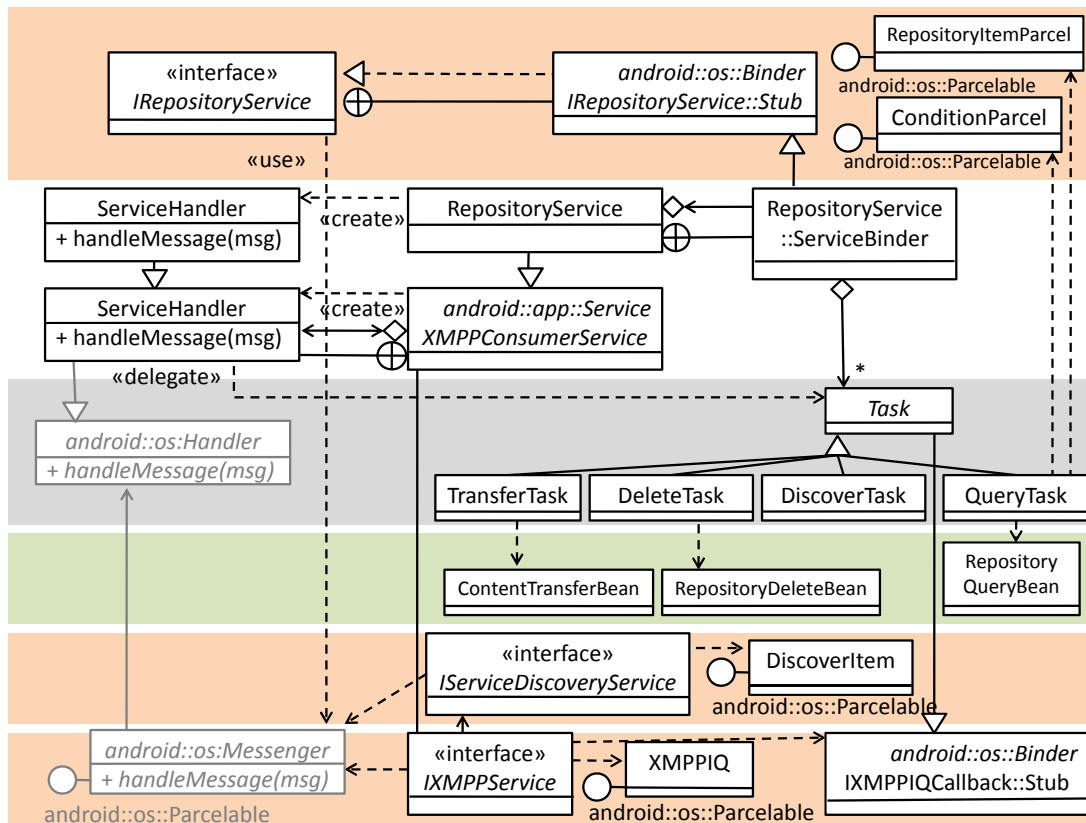 RepositoryItemParcel
android::os::Parcelable
«interface»
IRepositoryService
android::os::Binder
IRepositoryService::Stub
ConditionParcel
android::os::Parcelable
«use»
ServiceHandler
+ handleMessage(msg)
«create»
RepositoryService
RepositoryService
::ServiceBinder
ServiceHandler
+ handleMessage(msg)
«create»
android::app::Service
XMPPConsumerService
«delegate»
*
Task
android::os:Handler
+ handleMessage(msg)
TransferTask
DeleteTask
DiscoverTask
QueryTask
ContentTransferBean
RepositoryDeleteBean
Repository
QueryBean
«interface»
IServiceDiscoveryService
DiscoverItem
android::os::Parcelable
android::os:Messenger
+ handleMessage(msg)
android::os::Parcelable
«interface»
IXMPPService
XMPPIQ
android::os::Parcelable
android::os::Binder
IXMPPIQCallback::Stub